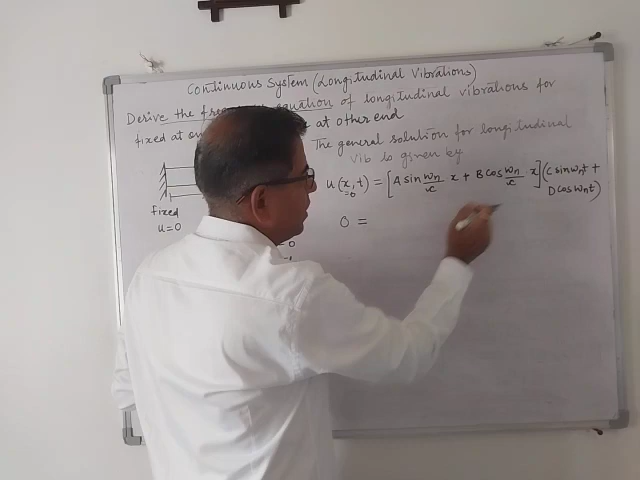 Continuous System (Longitudinal Vibrations)
Derive the equation of longitudinal vibrations for
fixed at at other end
The general solution for longitudinal
Vib is given by
u(x,t) = [A sin ωn/c x + B cos ωn/c x] (C sin ωnt +
=0
D cos ωnt)
fixed
u=0
0 =